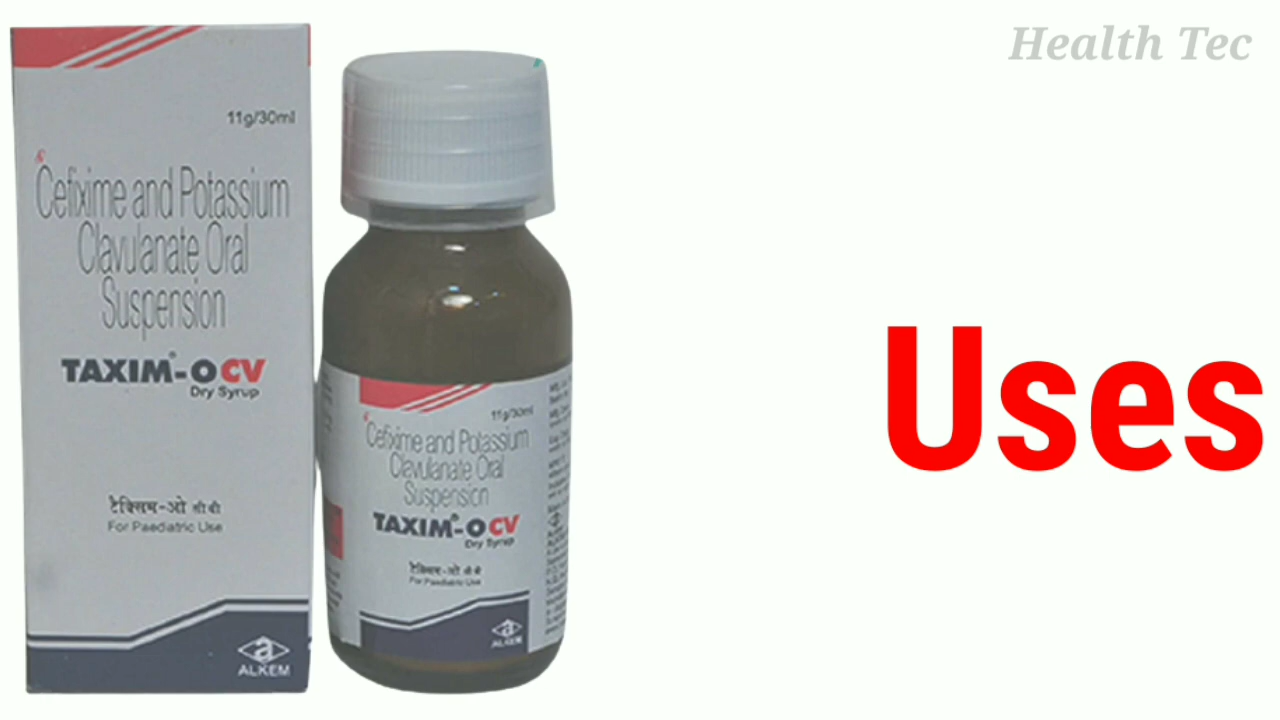 Health Tec
11g/30ml
Cefixime and Potassium
Clavulanate Oral
Suspension
TAXIM®-O CV
Dry Syrup
टैक्सिम-ओ सी वी
For Paediatric Use
ALKEM
11g/30ml
Cefixime and Potassium
Clavulanate Oral
Suspension
TAXIM®-O CV
Dry Syrup
टैक्सिम-ओ सी वी
For Paediatric Use
ALKEM
Uses